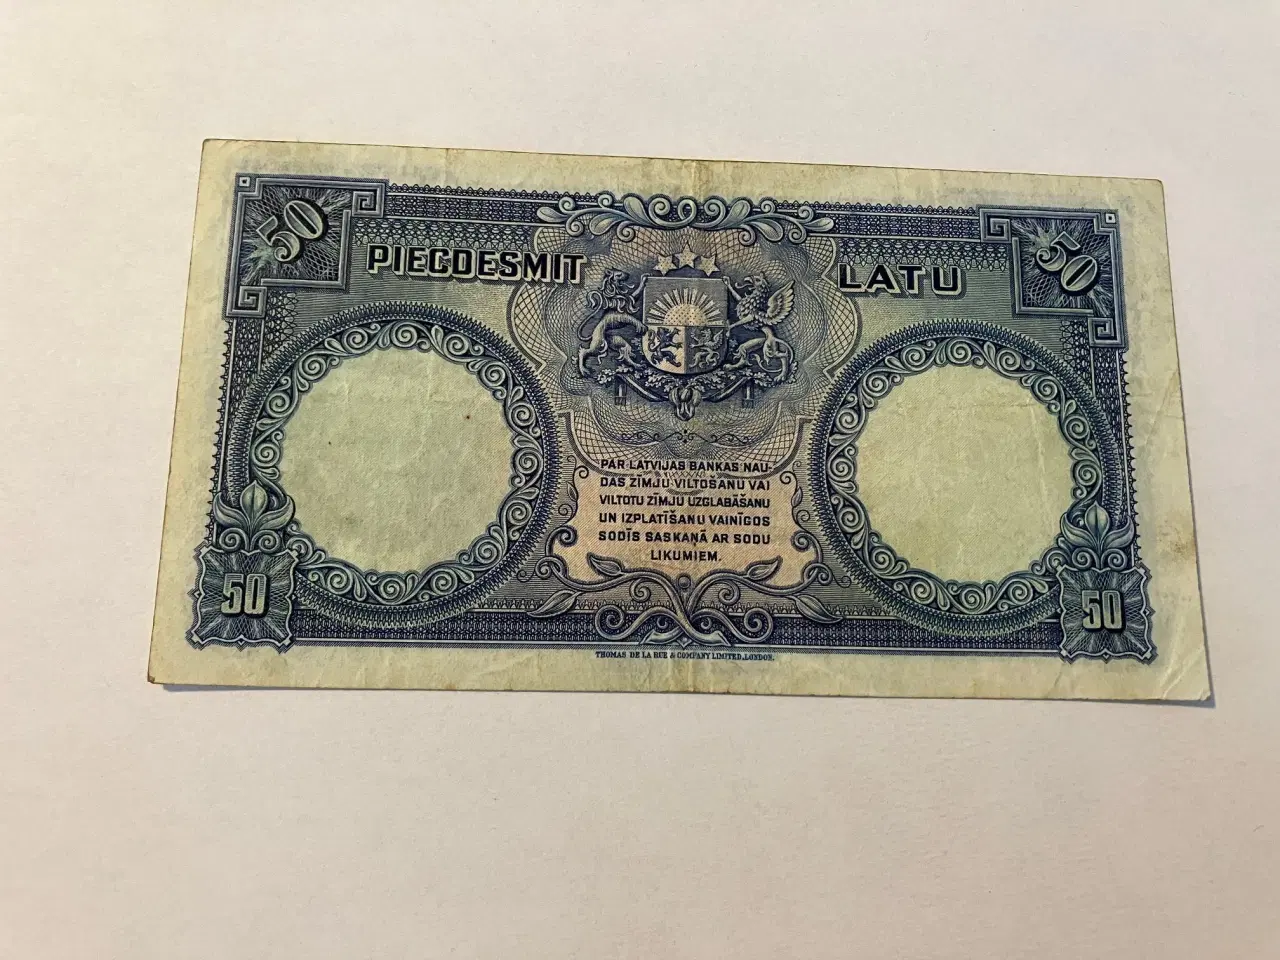 50
50
PIECDESMIT
LATU
PAR LATVIJAS BANKAS NAU-
DAS ZĪMJU VILTOŠANU VAI
VILTOTU ZĪMJU UZGLABĀŠANU
UN IZPLATĪŠANU VAINĪGOS
SODĪS SASKAŅĀ AR SODU
LIKUMIEM.
50
50
THOMAS DE LA RUE & COMPANY LIMITED, LONDON.